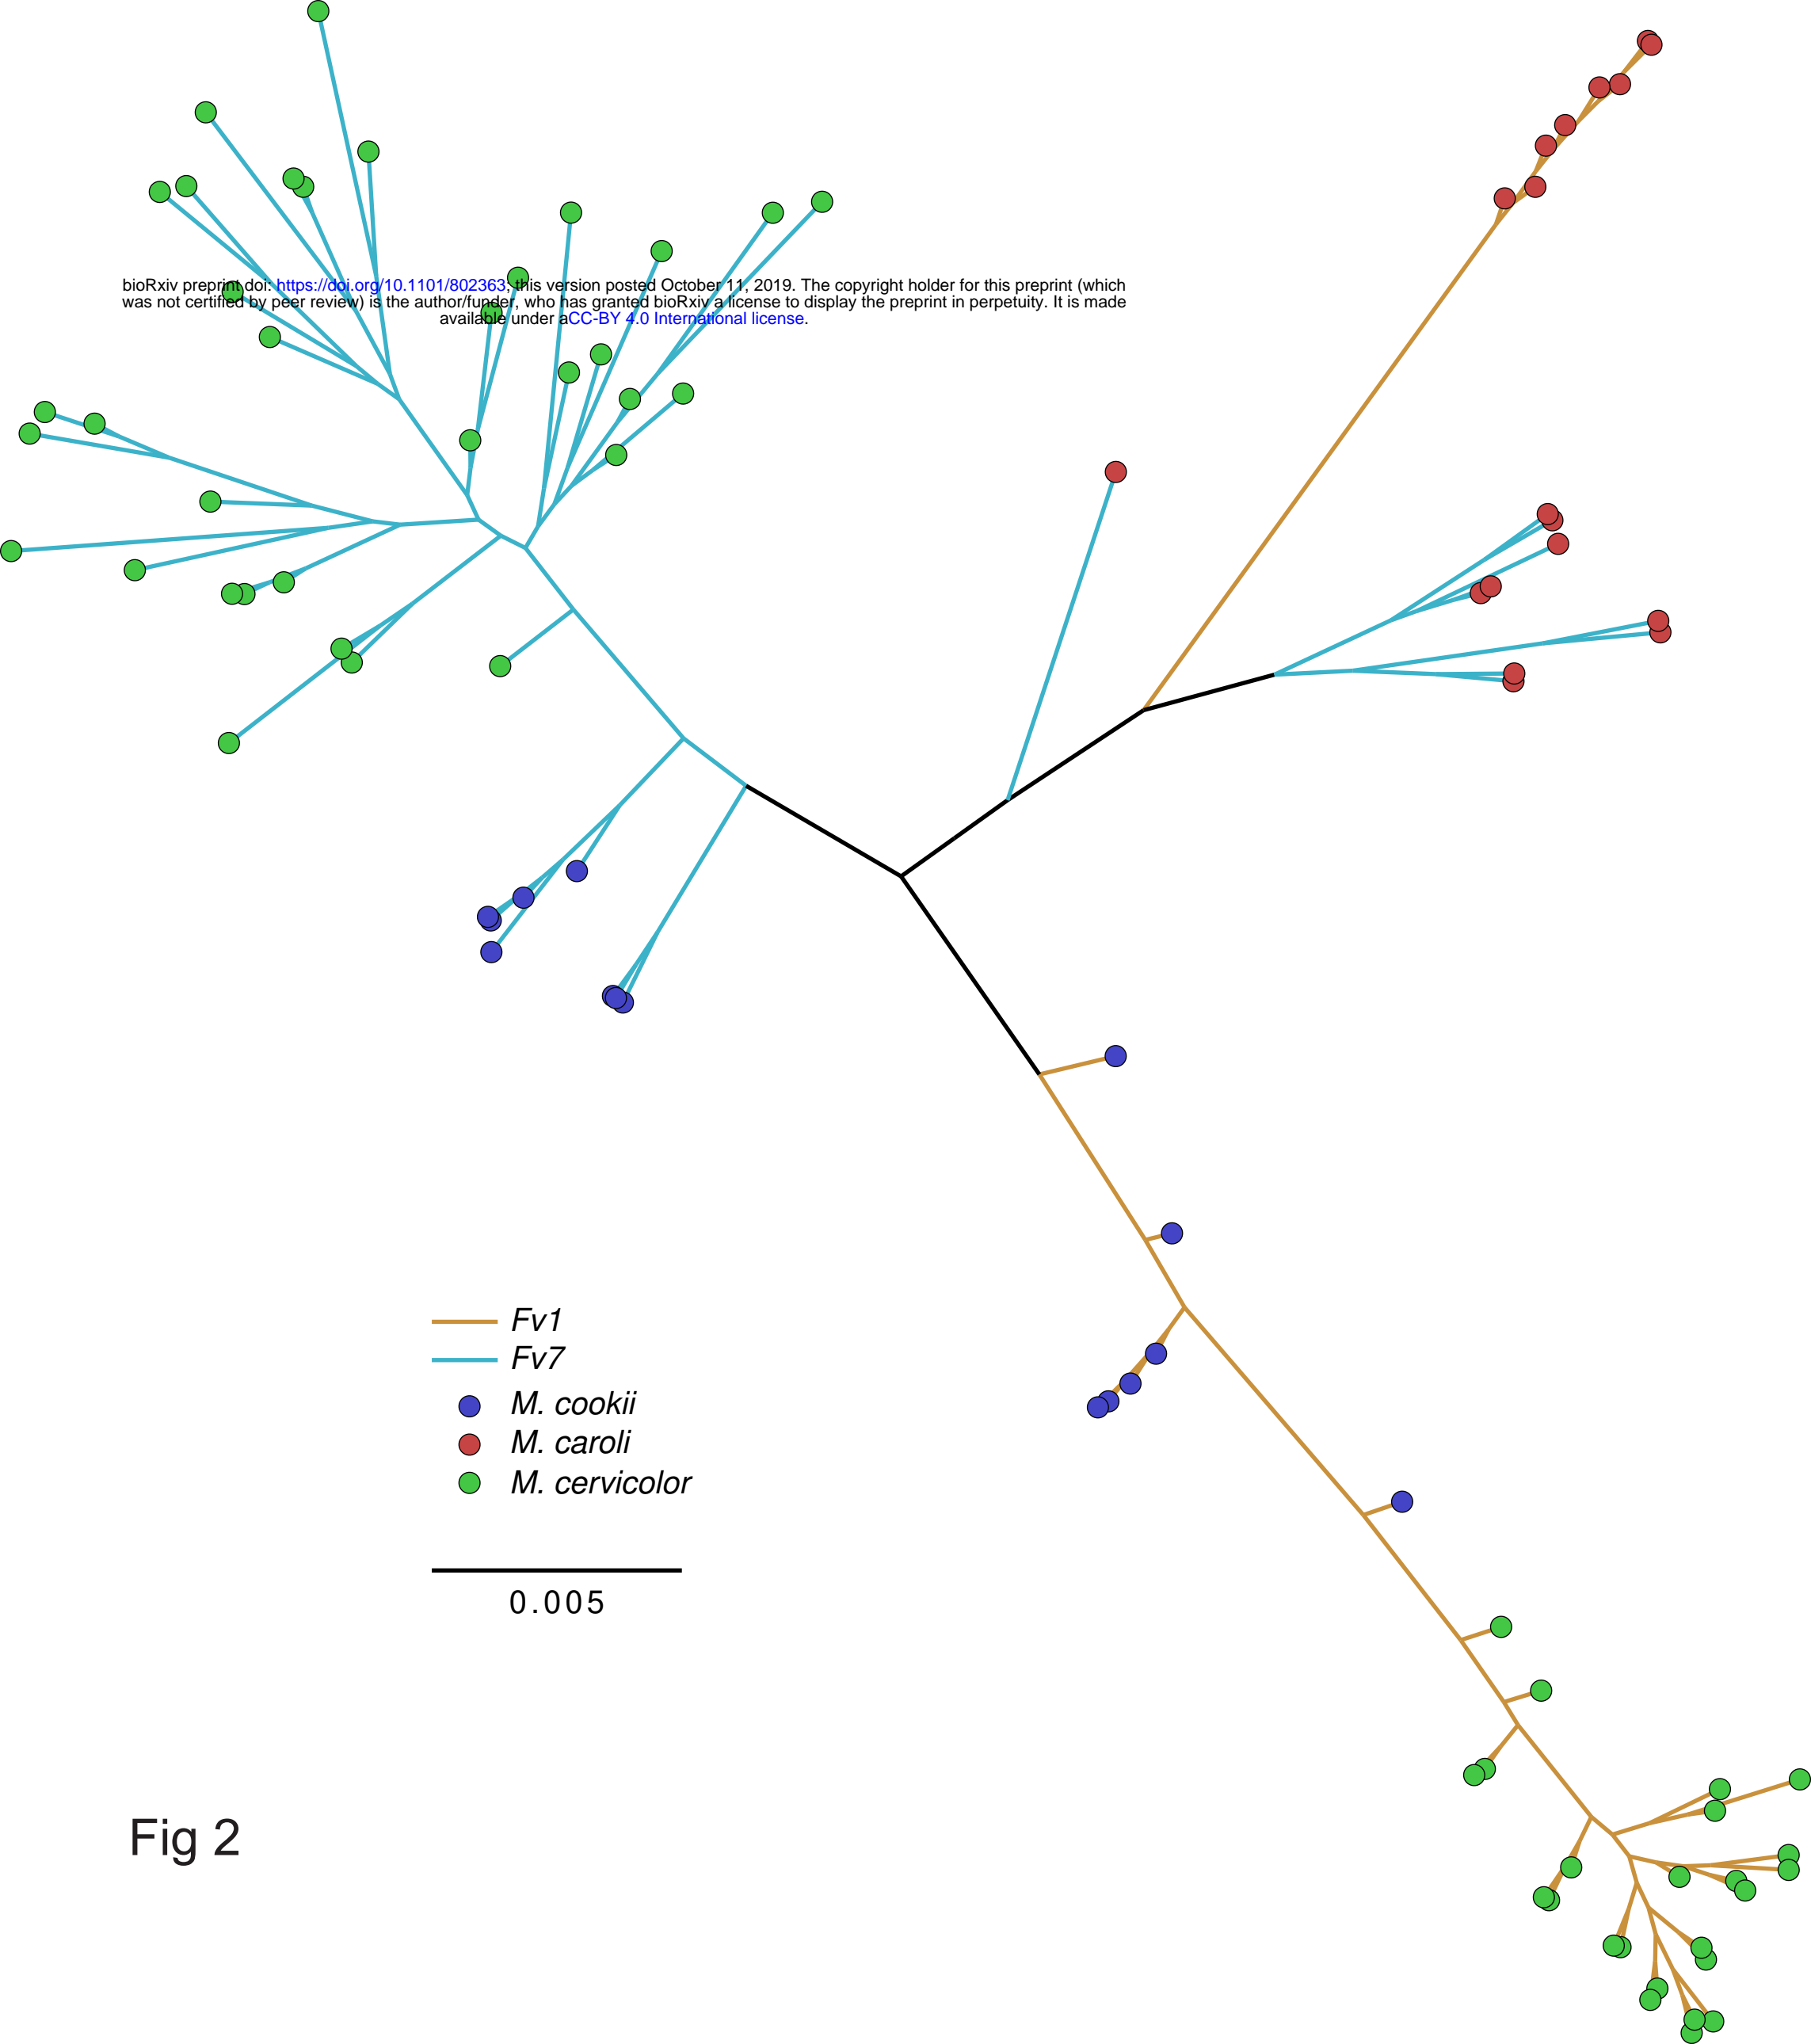 bioRxiv preprint doi: https://doi.org/10.1101/802363; this version posted October 11, 2019. The copyright holder for this preprint (which
was not certified by peer review) is the author/funder, who has granted bioRxiv a license to display the preprint in perpetuity. It is made
available under aCC-BY 4.0 International license.
Fv1
Fv7
M. cookii
M. caroli
M. cervicolor
0.005
Fig 2